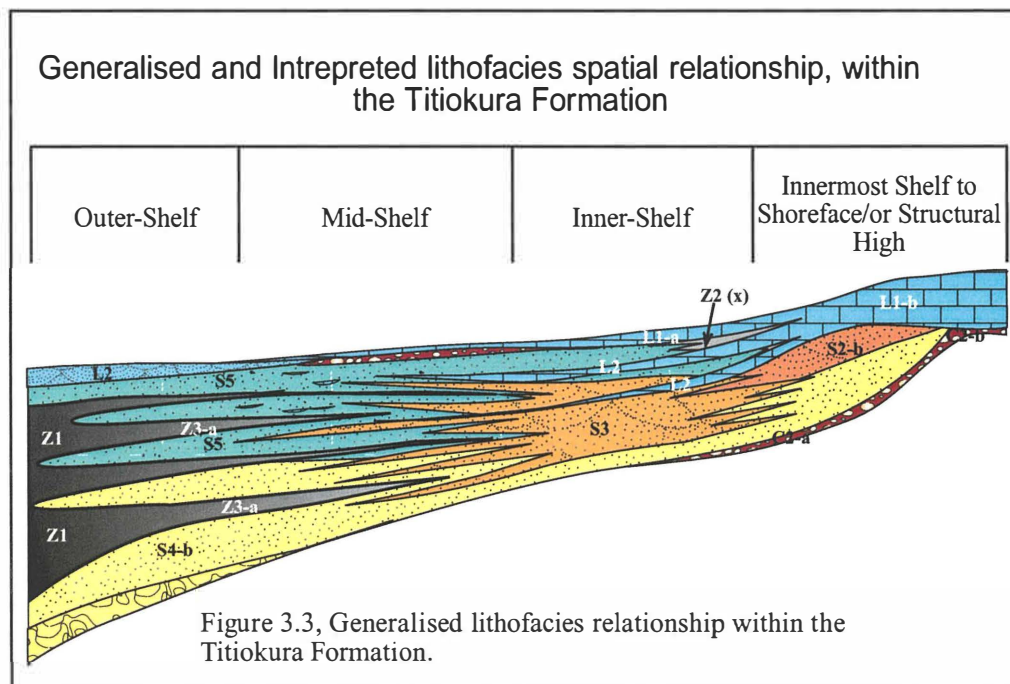 Generalised and Intrepreted lithofacies spatial relationship, within
the Titiokura Formation
Outer-Shelf
Mid-Shelf
Inner-Shelf
Innermost Shelf to
Shoreface/or Structural
High
Z2 (x)
L1-b
L1-a
C2-b
S2-b
L2
L2
S5
L2
Z3-a
Z1
S5
S3
C2-a
Z3-a
Z1
S4-b
Figure 3.3, Generalised lithofacies relationship within the
Titiokura Formation.